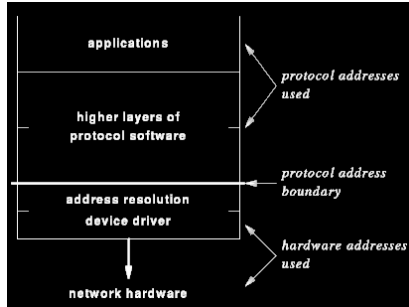 applications
protocol addresses
used
higher layers of
protocol software
protocol address
boundary
address resolution
device driver
hardware addresses
used
network hardware